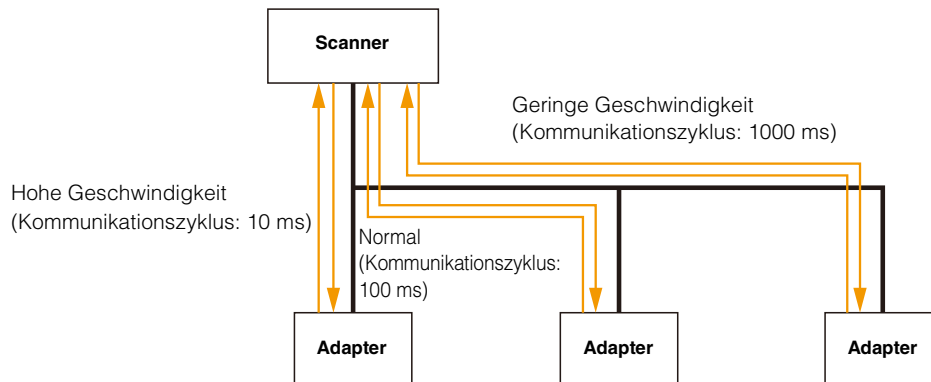 Scanner
Geringe Geschwindigkeit
(Kommunikationszyklus: 1000 ms)
Hohe Geschwindigkeit
(Kommunikationszyklus: 10 ms)
Normal
(Kommunikationszyklus:
100 ms)
Adapter
Adapter
Adapter